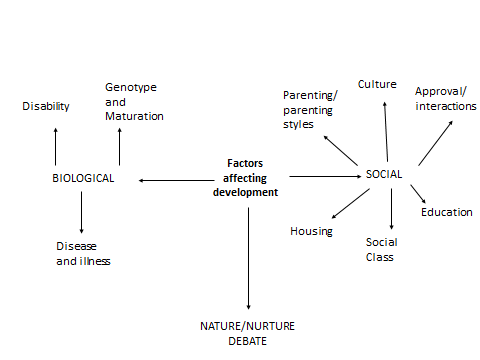 Culture
Genotype
and
Maturation
Parenting/
parenting
styles
Approval/
interactions
Disability
Factors
affecting
development
BIOLOGICAL
SOCIAL
Education
Housing
Social
Class
Disease
and illness
NATURE/NURTURE
DEBATE